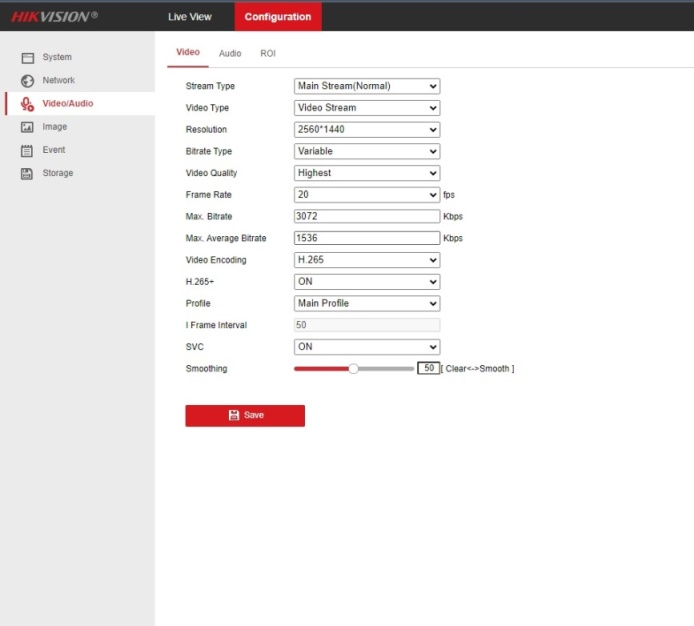 HIKVISION®
Live View
Configuration
System
Network
Video/Audio
Image
Event
Storage
Video
Audio
ROI
Stream Type Main Stream(Normal)
Video Type Video Stream
Resolution 2560*1440
Bitrate Type Variable
Video Quality Highest
Frame Rate 20 fps
Max. Bitrate 3072 Kbps
Max. Average Bitrate 1536 Kbps
Video Encoding H.265
H.265+ ON
Profile Main Profile
I Frame Interval 50
SVC ON
Smoothing 50 [ Clear<->Smooth ]
Save